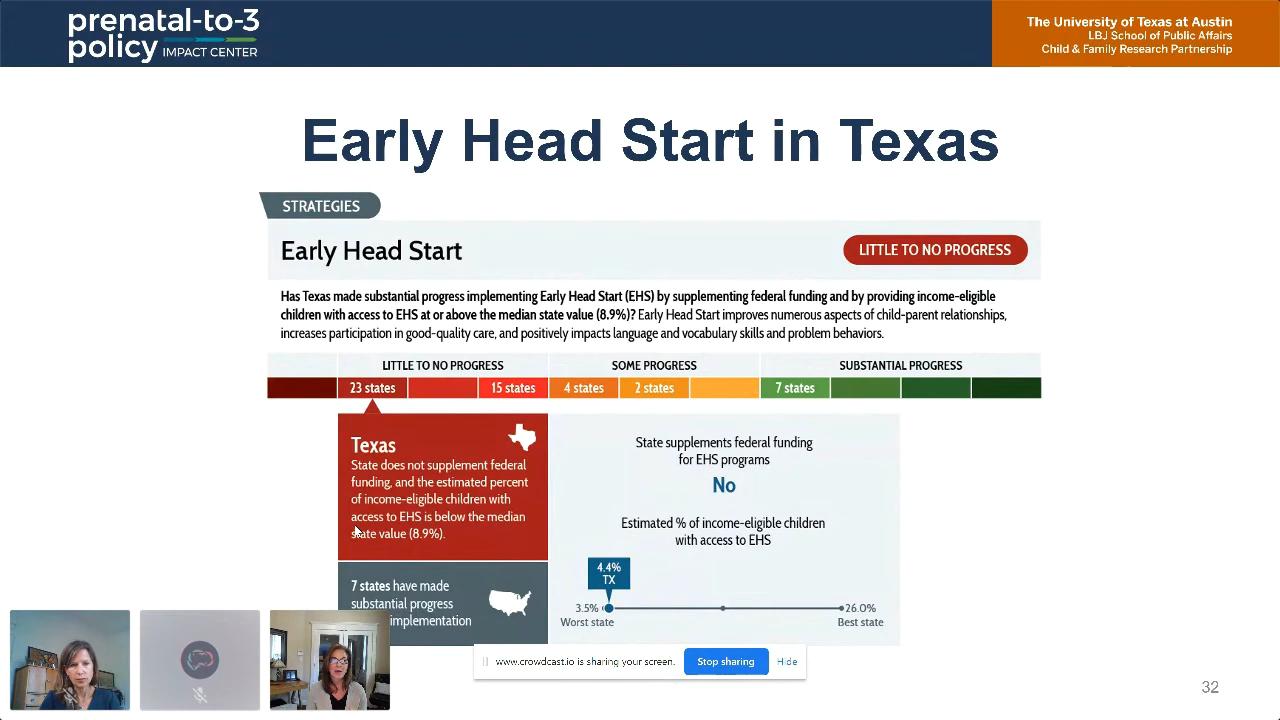 prenatal-to-3
policy IMPACT CENTER
The University of Texas at Austin
LBJ School of Public Affairs
Child & Family Research Partnership
Early Head Start in Texas
STRATEGIES
Early Head Start
LITTLE TO NO PROGRESS
Has Texas made substantial progress implementing Early Head Start (EHS) by supplementing federal funding and by providing income-eligible
children with access to EHS at or above the median state value (8.9%)? Early Head Start improves numerous aspects of child-parent relationships,
increases participation in good-quality care, and positively impacts language and vocabulary skills and problem behaviors.
LITTLE TO NO PROGRESS SOME PROGRESS SUBSTANTIAL PROGRESS
23 states 15 states 4 states 2 states 7 states
Texas
State does not supplement federal
funding, and the estimated percent
of income-eligible children with
access to EHS is below the median
state value (8.9%).
7 states have made
substantial progress
implementation
State supplements federal funding
for EHS programs
No
Estimated % of income-eligible children
with access to EHS
4.4%
TX
3.5% 26.0%
Worst state Best state
www.crowdcast.io is sharing your screen. Stop sharing Hide
32